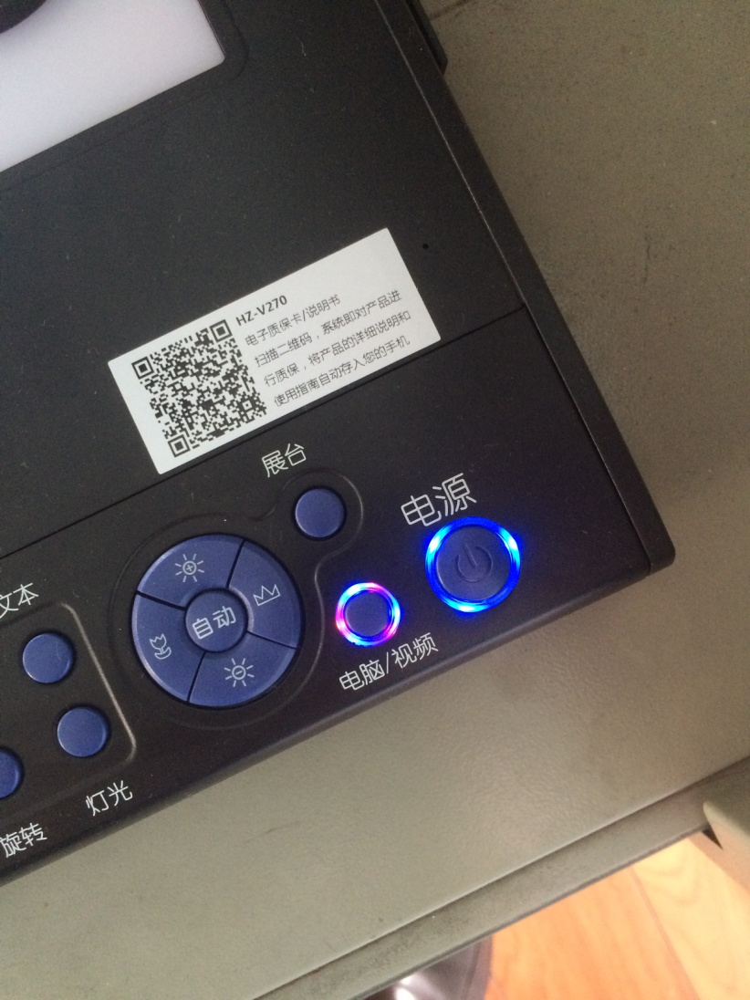 HZ-V270
电子质保卡/说明书
扫描二维码，系统即对产品进
行质保，将产品的详细说明和
使用指南自动存入您的手机
展台
电源
文本
自动
电脑/视频
灯光
旋转